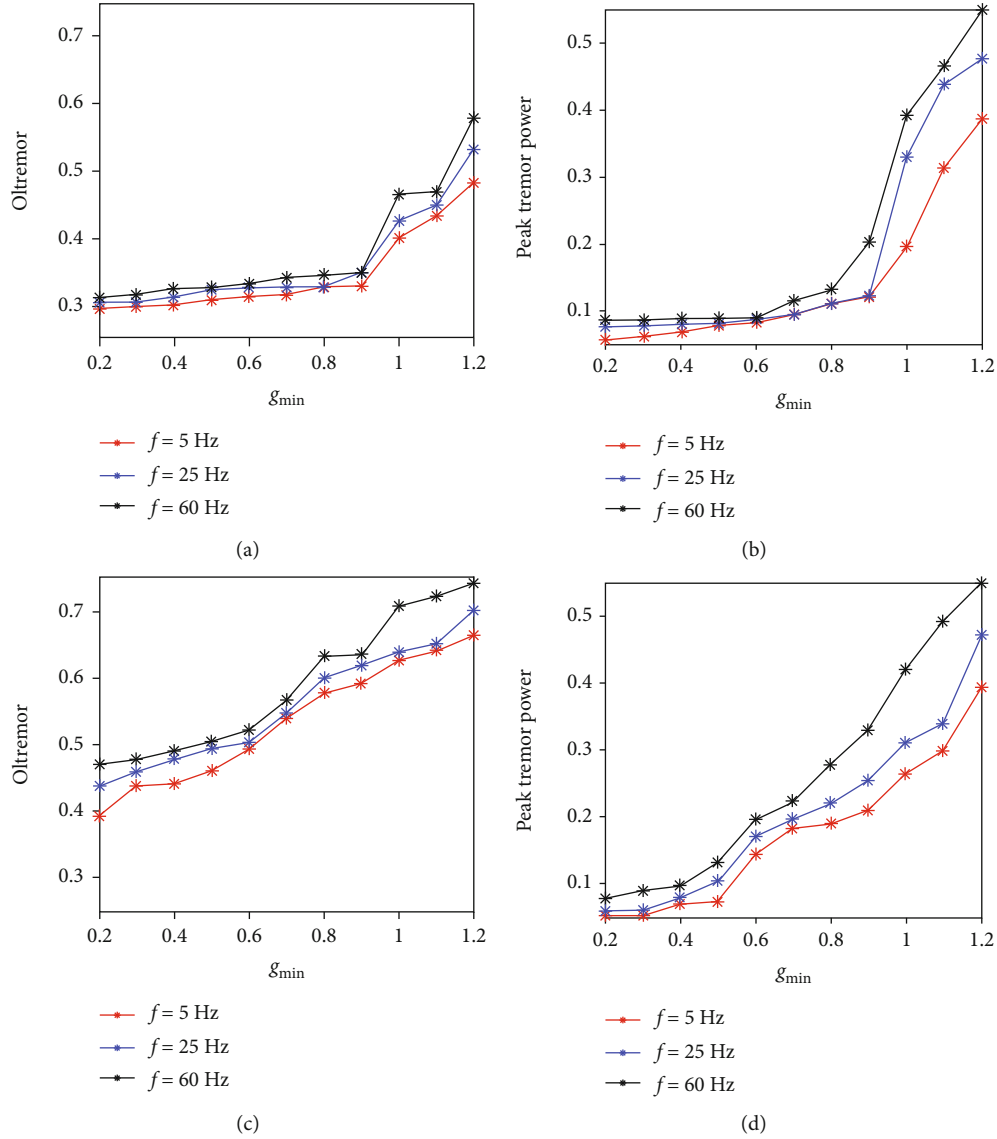 0.7
0.6
0.5
0.4
0.3
Oltremor
0.2 0.4 0.6 0.8 1 1.2
g_min
f = 5 Hz
f = 25 Hz
f = 60 Hz
(a)
0.5
0.4
0.3
0.2
0.1
Peak tremor power
0.2 0.4 0.6 0.8 1 1.2
g_min
f = 5 Hz
f = 25 Hz
f = 60 Hz
(b)
0.7
0.6
0.5
0.4
0.3
Oltremor
0.2 0.4 0.6 0.8 1 1.2
g_min
f = 5 Hz
f = 25 Hz
f = 60 Hz
(c)
0.5
0.4
0.3
0.2
0.1
Peak tremor power
0.2 0.4 0.6 0.8 1 1.2
g_min
f = 5 Hz
f = 25 Hz
f = 60 Hz
(d)